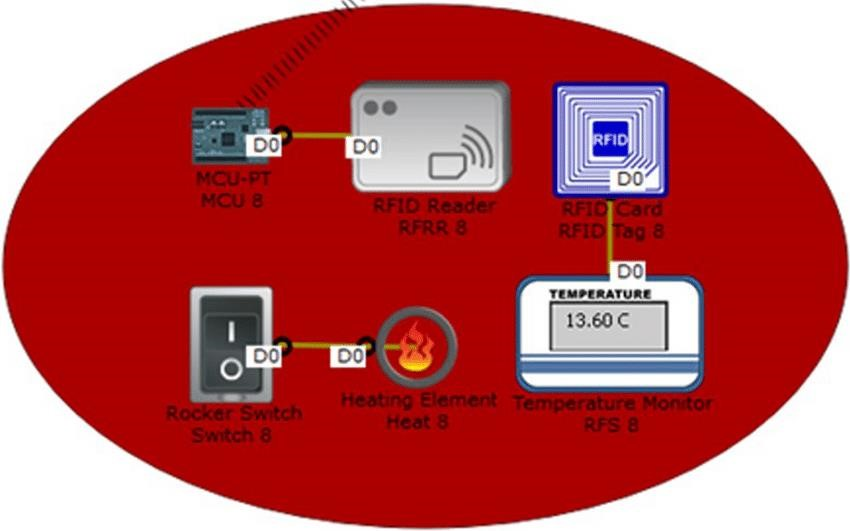 D0
D0
MCU-PT
MCU 8
RFID Reader
RFRR 8
RFID
D0
RFID Card
RFID Tag 8
D0
D0
Rocker Switch
Switch 8
Heating Element
Heat 8
D0
TEMPERATURE
13.60 C
Temperature Monitor
RFS 8